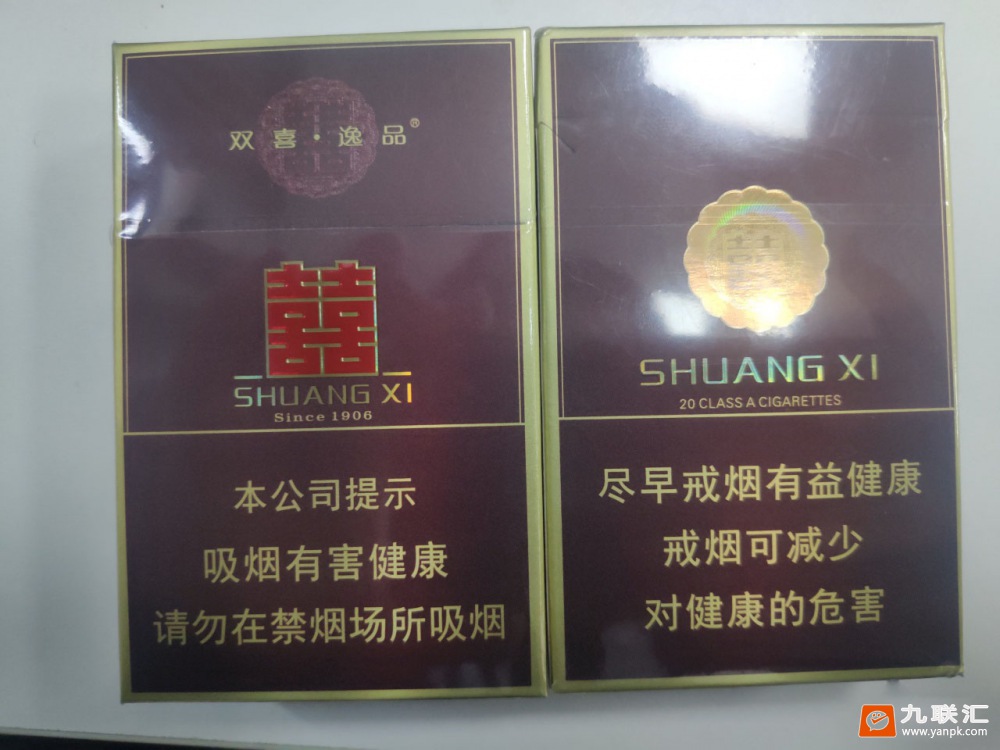 双喜·逸品®
囍
SHUANG XI
Since 1906
本公司提示
吸烟有害健康
请勿在禁烟场所吸烟
SHUANG XI
20 CLASS A CIGARETTES
尽早戒烟有益健康
戒烟可减少
对健康的危害
九联汇
www.yanpk.com